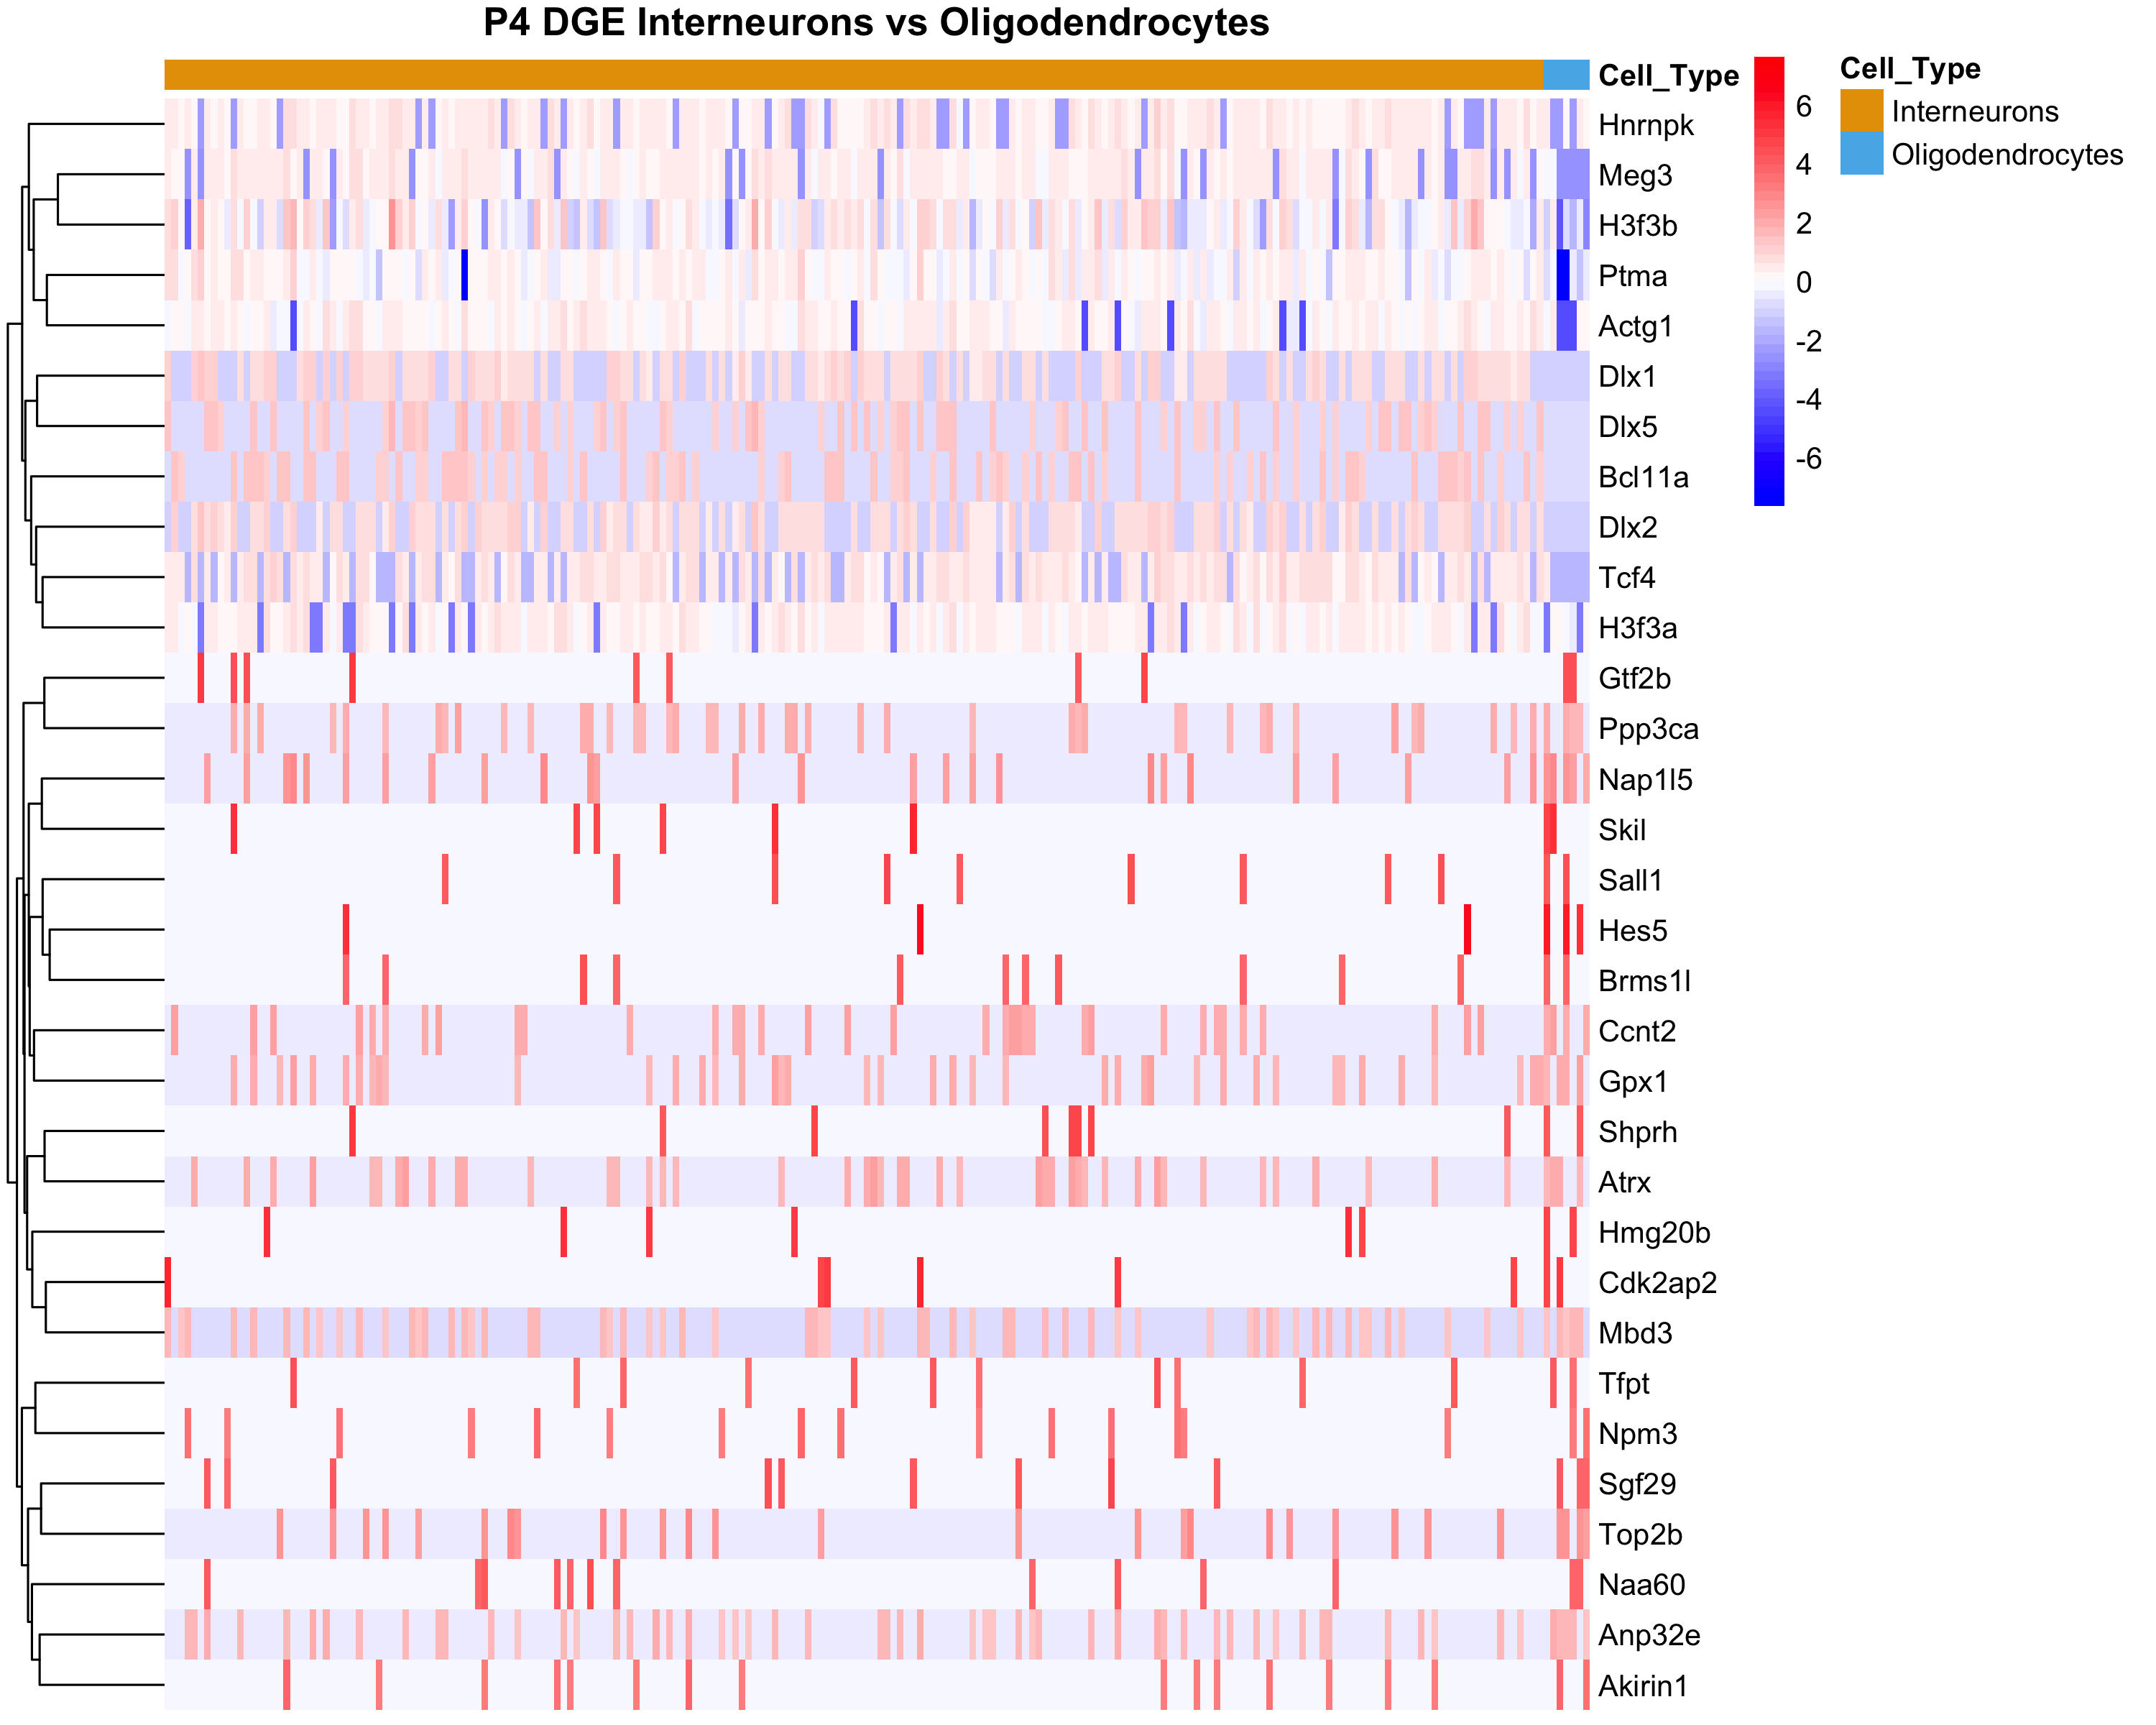 P4 DGE Interneurons vs Oligodendrocytes
Cell_Type
Hnrnpk
Meg3
H3f3b
Ptma
Actg1
Dlx1
Dlx5
Bcl11a
Dlx2
Tcf4
H3f3a
Gtf2b
Ppp3ca
Nap1l5
Skil
Sall1
Hes5
Brms1l
Ccnt2
Gpx1
Shprh
Atrx
Hmg20b
Cdk2ap2
Mbd3
Tfpt
Npm3
Sgf29
Top2b
Naa60
Anp32e
Akirin1
6
4
2
0
-2
-4
-6
Cell_Type
Interneurons
Oligodendrocytes